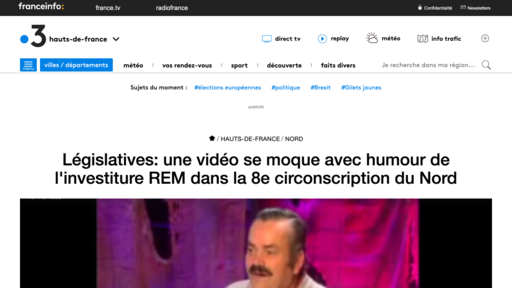 franceinfo: france.tv radiofrance Confidentialité Newsletters
3 hauts-de-france direct tv replay météo info trafic
villes / départements météo vos rendez-vous sport découverte faits divers Je recherche dans ma région...
Sujets du moment : #élections européennes #politique #Brexit #Gilets jaunes
publicité
/ HAUTS-DE-FRANCE / NORD
Législatives: une vidéo se moque avec humour de
l'investiture REM dans la 8e circonscription du Nord